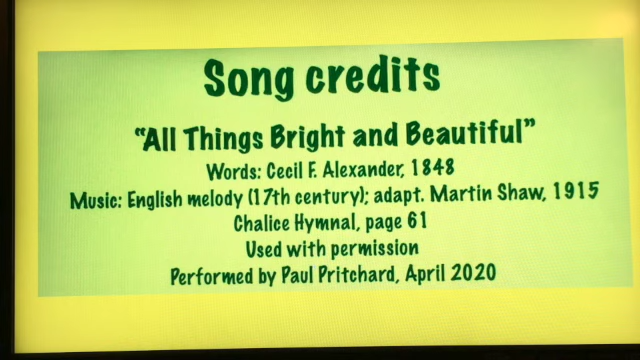 Song credits
“All Things Bright and Beautiful”
Words: Cecil F. Alexander, 1848
Music: English melody (17th century); adapt. Martin Shaw, 1915
Chalice Hymnal, page 61
Used with permission
Performed by Paul Pritchard, April 2020